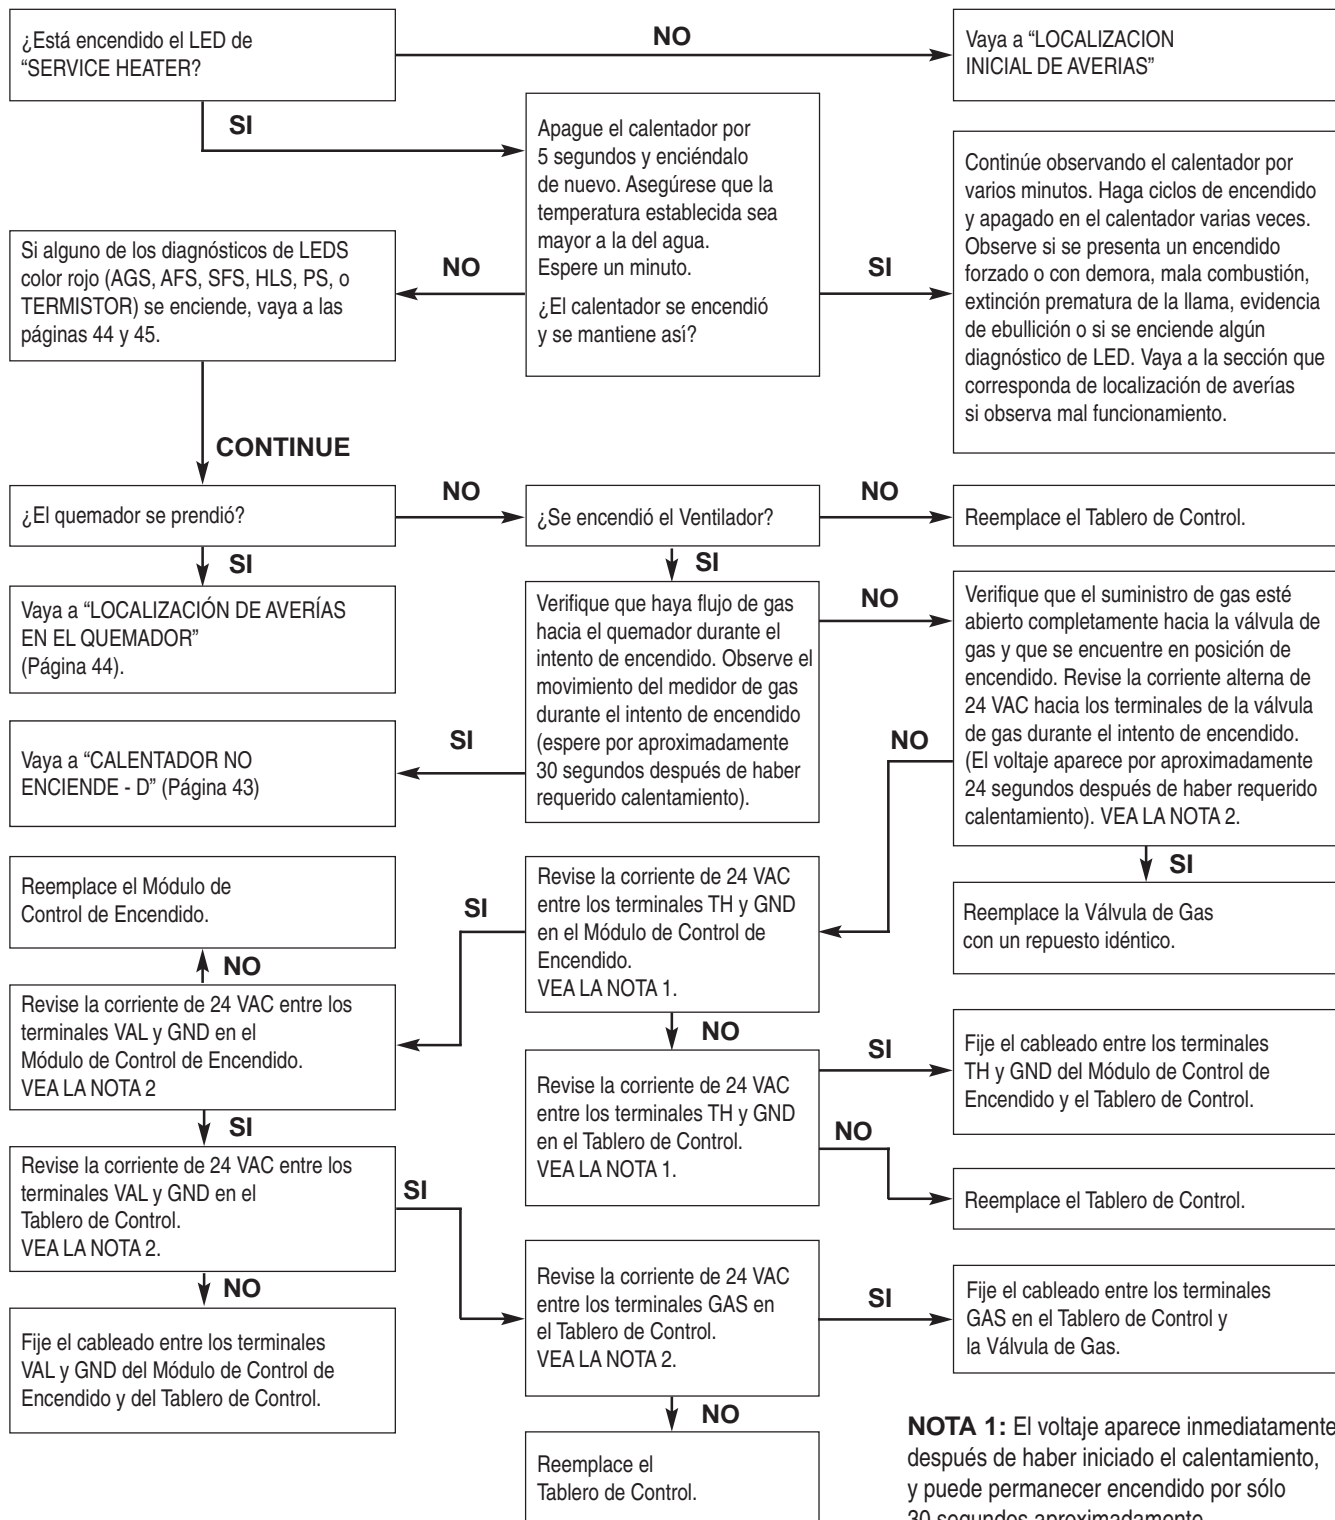 ¿Está encendido el LED de
“SERVICE HEATER?
NO
Vaya a “LOCALIZACION
INICIAL DE AVERIAS”
SI
Apague el calentador por
5 segundos y enciéndalo
de nuevo. Asegúrese que la
temperatura establecida sea
mayor a la del agua.
Espere un minuto.
¿El calentador se encendió
y se mantiene así?
NO
Si alguno de los diagnósticos de LEDS
color rojo (AGS, AFS, SFS, HLS, PS, o
TERMISTOR) se enciende, vaya a las
páginas 44 y 45.
SI
Continúe observando el calentador por
varios minutos. Haga ciclos de encendido
y apagado en el calentador varias veces.
Observe si se presenta un encendido
forzado o con demora, mala combustión,
extinción prematura de la llama, evidencia
de ebullición o si se enciende algún
diagnóstico de LED. Vaya a la sección que
corresponda de localización de averías
si observa mal funcionamiento.
CONTINUE
¿El quemador se prendió?
NO
¿Se encendió el Ventilador?
NO
Reemplace el Tablero de Control.
SI
Vaya a “LOCALIZACIÓN DE AVERÍAS
EN EL QUEMADOR”
(Página 44).
SI
Verifique que haya flujo de gas
hacia el quemador durante el
intento de encendido. Observe el
movimiento del medidor de gas
durante el intento de encendido
(espere por aproximadamente
30 segundos después de haber
requerido calentamiento).
NO
Verifique que el suministro de gas esté
abierto completamente hacia la válvula de
gas y que se encuentre en posición de
encendido. Revise la corriente alterna de
24 VAC hacia los terminales de la válvula
de gas durante el intento de encendido.
(El voltaje aparece por aproximadamente
24 segundos después de haber requerido
calentamiento). VEA LA NOTA 2.
SI
Vaya a “CALENTADOR NO
ENCIENDE - D” (Página 43)
NO
SI
Reemplace la Válvula de Gas
con un repuesto idéntico.
Revise la corriente de 24 VAC
entre los terminales TH y GND
en el Módulo de Control de
Encendido.
VEA LA NOTA 1.
SI
Reemplace el Módulo de
Control de Encendido.
NO
Revise la corriente de 24 VAC entre los
terminales VAL y GND en el
Módulo de Control de Encendido.
VEA LA NOTA 2
NO
Revise la corriente de 24 VAC
entre los terminales TH y GND
en el Tablero de Control.
VEA LA NOTA 1.
SI
Fije el cableado entre los terminales
TH y GND del Módulo de Control de
Encendido y el Tablero de Control.
NO
Reemplace el Tablero de Control.
SI
Revise la corriente de 24 VAC entre los
terminales VAL y GND en el
Tablero de Control.
VEA LA NOTA 2.
SI
Revise la corriente de 24 VAC
entre los terminales GAS en
el Tablero de Control.
VEA LA NOTA 2.
SI
Fije el cableado entre los terminales
GAS en el Tablero de Control y
la Válvula de Gas.
NO
Fije el cableado entre los terminales
VAL y GND del Módulo de Control de
Encendido y del Tablero de Control.
NO
Reemplace el
Tablero de Control.
NOTA 1: El voltaje aparece inmediatamente
después de haber iniciado el calentamiento,
y puede permanecer encendido por sólo
30 segundos aproximadamente